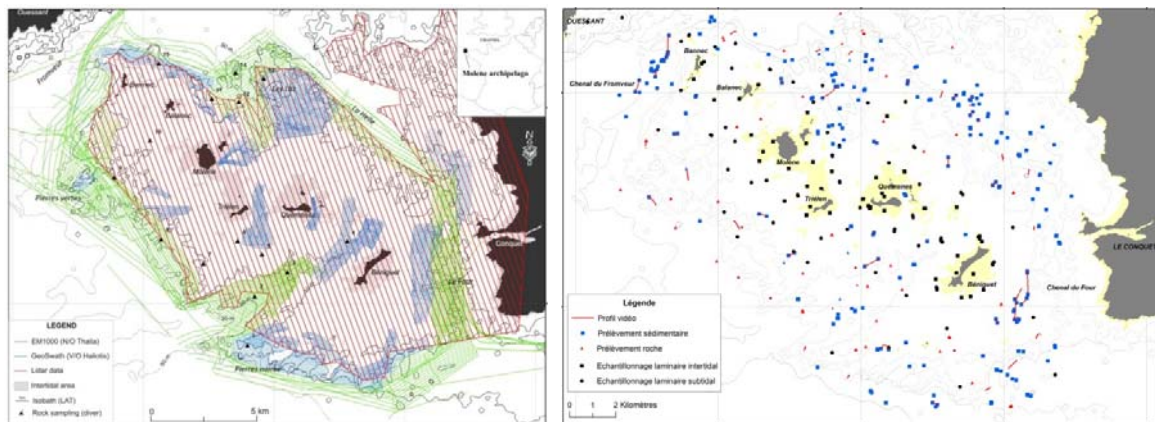 Ouessant
Fromveur
Bannec
Balanec
Molène
Trielen
Quéménès
Béniguet
Conquet
Le Four
Pierres vertes
Pierres noires
Molene archipelago
LEGEND
EM1000 (N/O Thalia)
GeoSwath (V/O Haliotis)
Lidar data
Intertidal area
Isobath (LAT)
Rock sampling (diver)
0 5 km
OUESSANT
Bannec
Chenal du Fromveur
Balanec
Molène
Quéménès
Triélen
LE CONQUET
Béniguet
Chenal du Four
Légende
Profil vidéo
Prélèvement sédimentaire
Prélèvement roche
Echantillonnage laminaire intertidal
Echantillonnage laminaire subtidal
0 1 2 Kilomètres